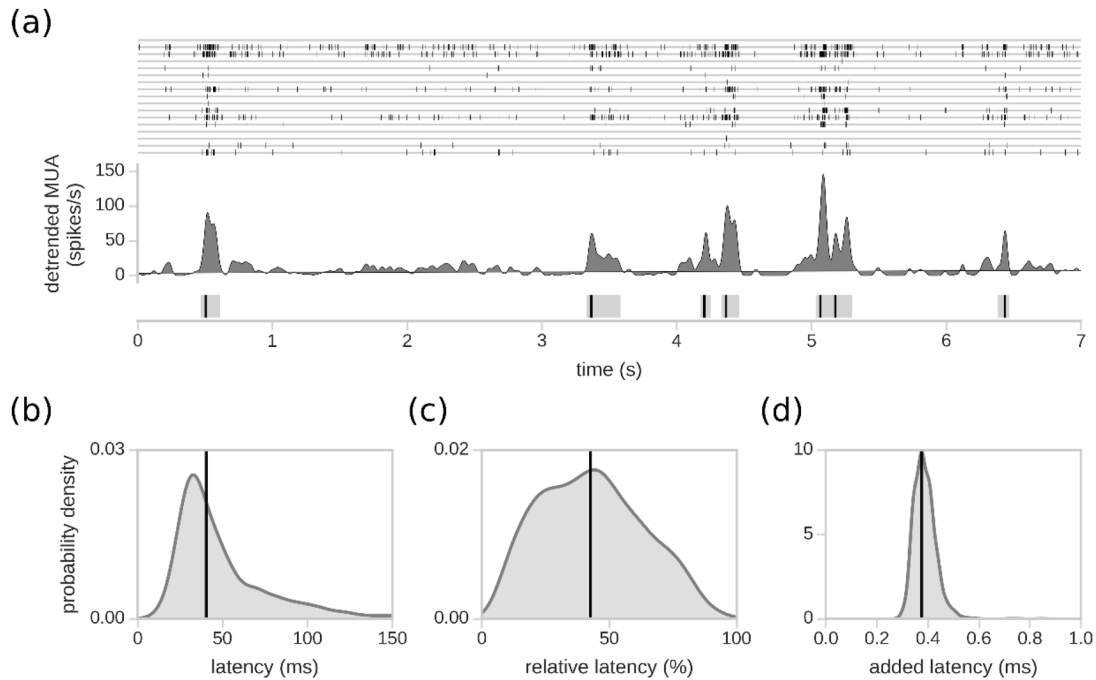 (a)
detrended MUA
(spikes/s)
150
100
50
0
0 1 2 3 4 5 6 7
time (s)
(b) (c) (d)
probability density
0.03
0.00
0 50 100 150
latency (ms)
0.02
0.00
0 50 100
relative latency (%)
10
5
0
0.0 0.2 0.4 0.6 0.8 1.0
added latency (ms)